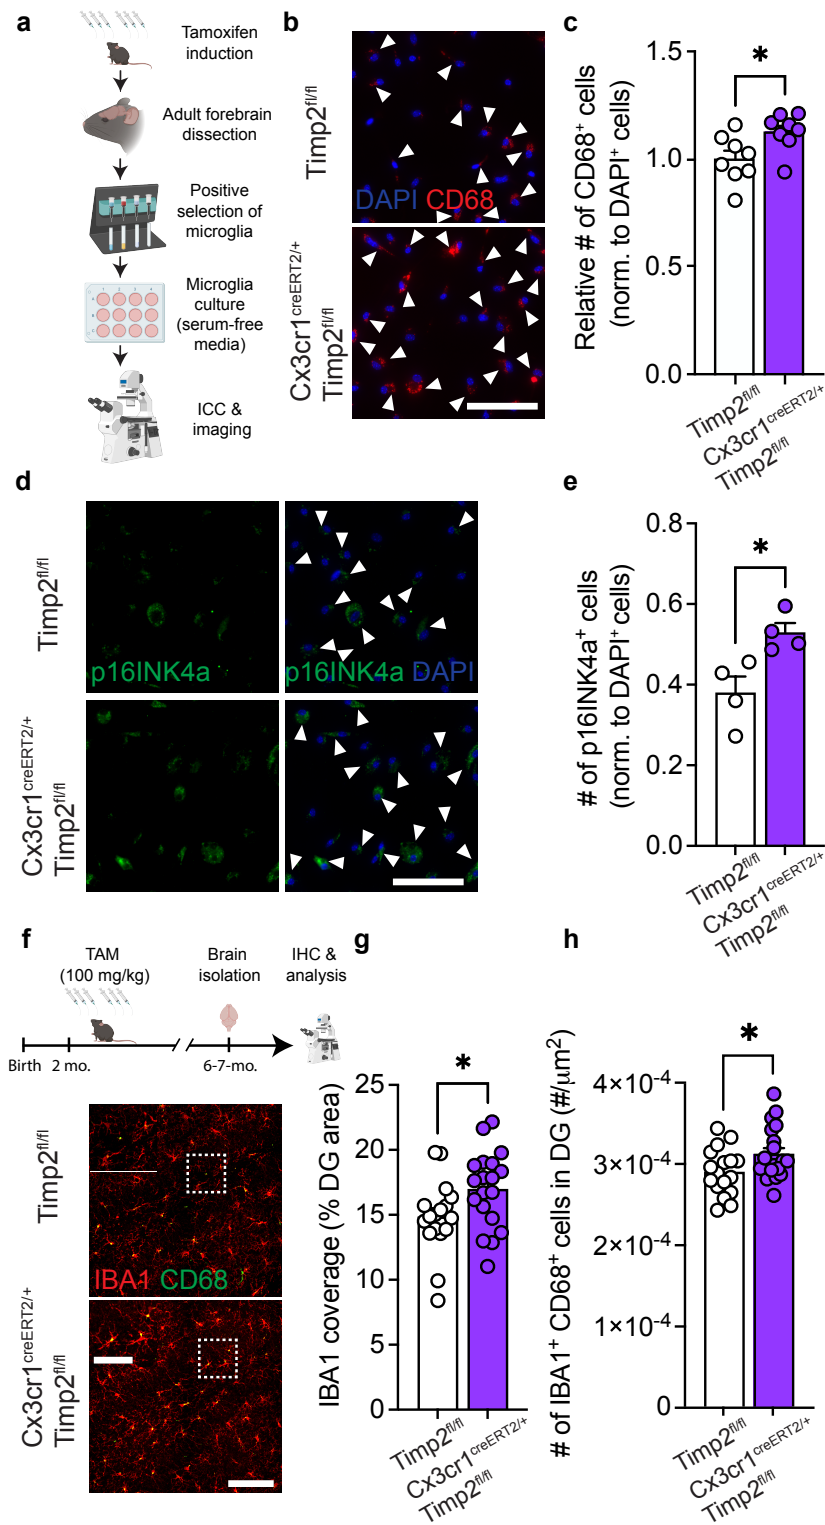 a
Tamoxifen
induction
Adult forebrain
dissection
Positive
selection of
microglia
Microglia
culture
(serum-free
media)
ICC &
imaging
b
Timp2fl/fl
DAPI CD68
Cx3cr1creERT2/+
Timp2fl/fl
c
Relative # of CD68+ cells
(norm. to DAPI+ cells)
1.5
*
1.0
0.5
0.0
Timp2fl/fl
Cx3cr1creERT2/+
Timp2fl/fl
d
Timp2fl/fl
p16INK4a
p16INK4a DAPI
Cx3cr1creERT2/+
Timp2fl/fl
e
# of p16INK4a+ cells
(norm. to DAPI+ cells)
0.8
*
0.6
0.4
0.2
0.0
Timp2fl/fl
Cx3cr1creERT2/+
Timp2fl/fl
f
TAM
(100 mg/kg)
Brain
isolation
IHC &
analysis
Birth
2 mo.
6-7-mo.
Timp2fl/fl
IBA1 CD68
Cx3cr1creERT2/+
Timp2fl/fl
g
IBA1 coverage (% DG area)
25
*
20
15
10
5
0
Timp2fl/fl
Cx3cr1creERT2/+
Timp2fl/fl
h
# of IBA1+ CD68+ cells in DG (#/μm2)
*
4×10-4
3×10-4
2×10-4
1×10-4
0
Timp2fl/fl
Cx3cr1creERT2/+
Timp2fl/fl